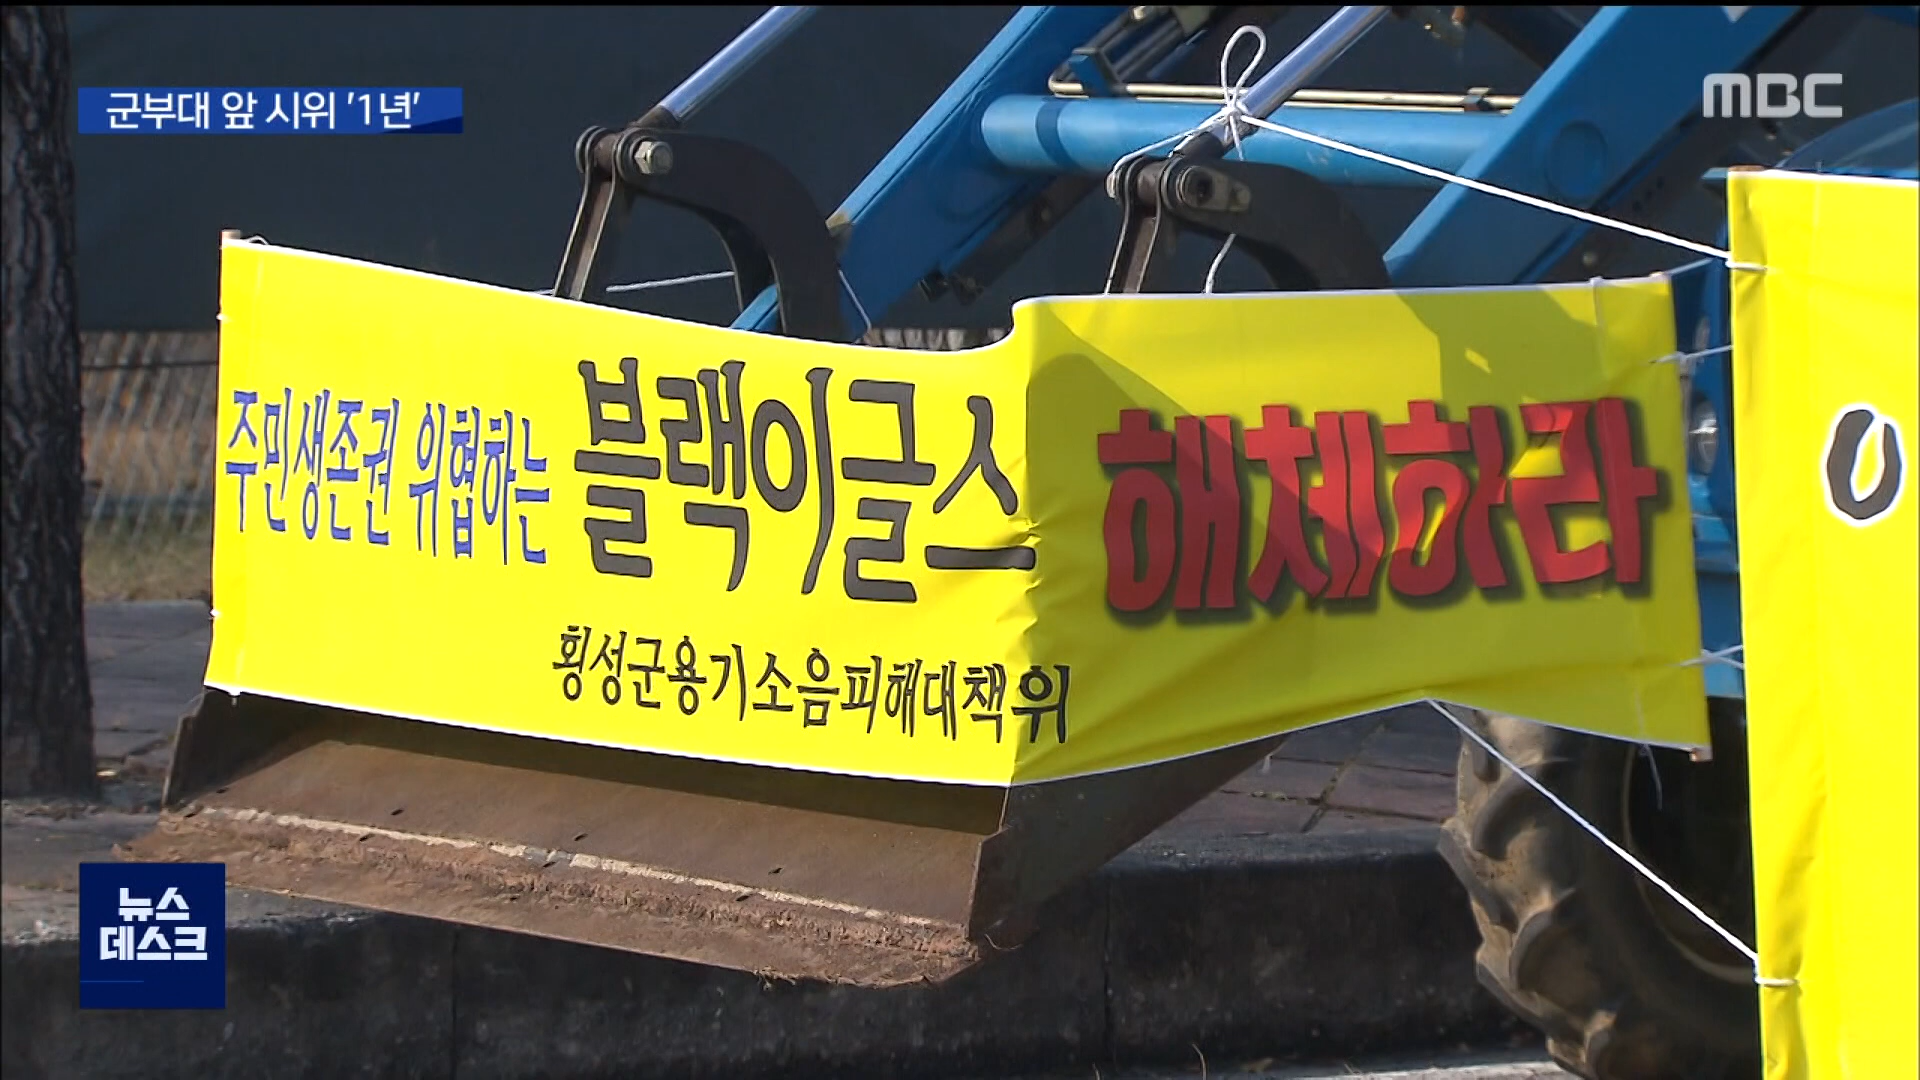 군부대 앞 시위 '1년'
MBC
주민생존권 위협하는 블랙이글스 해체하라
횡성군용기소음피해대책위
뉴스
데스크